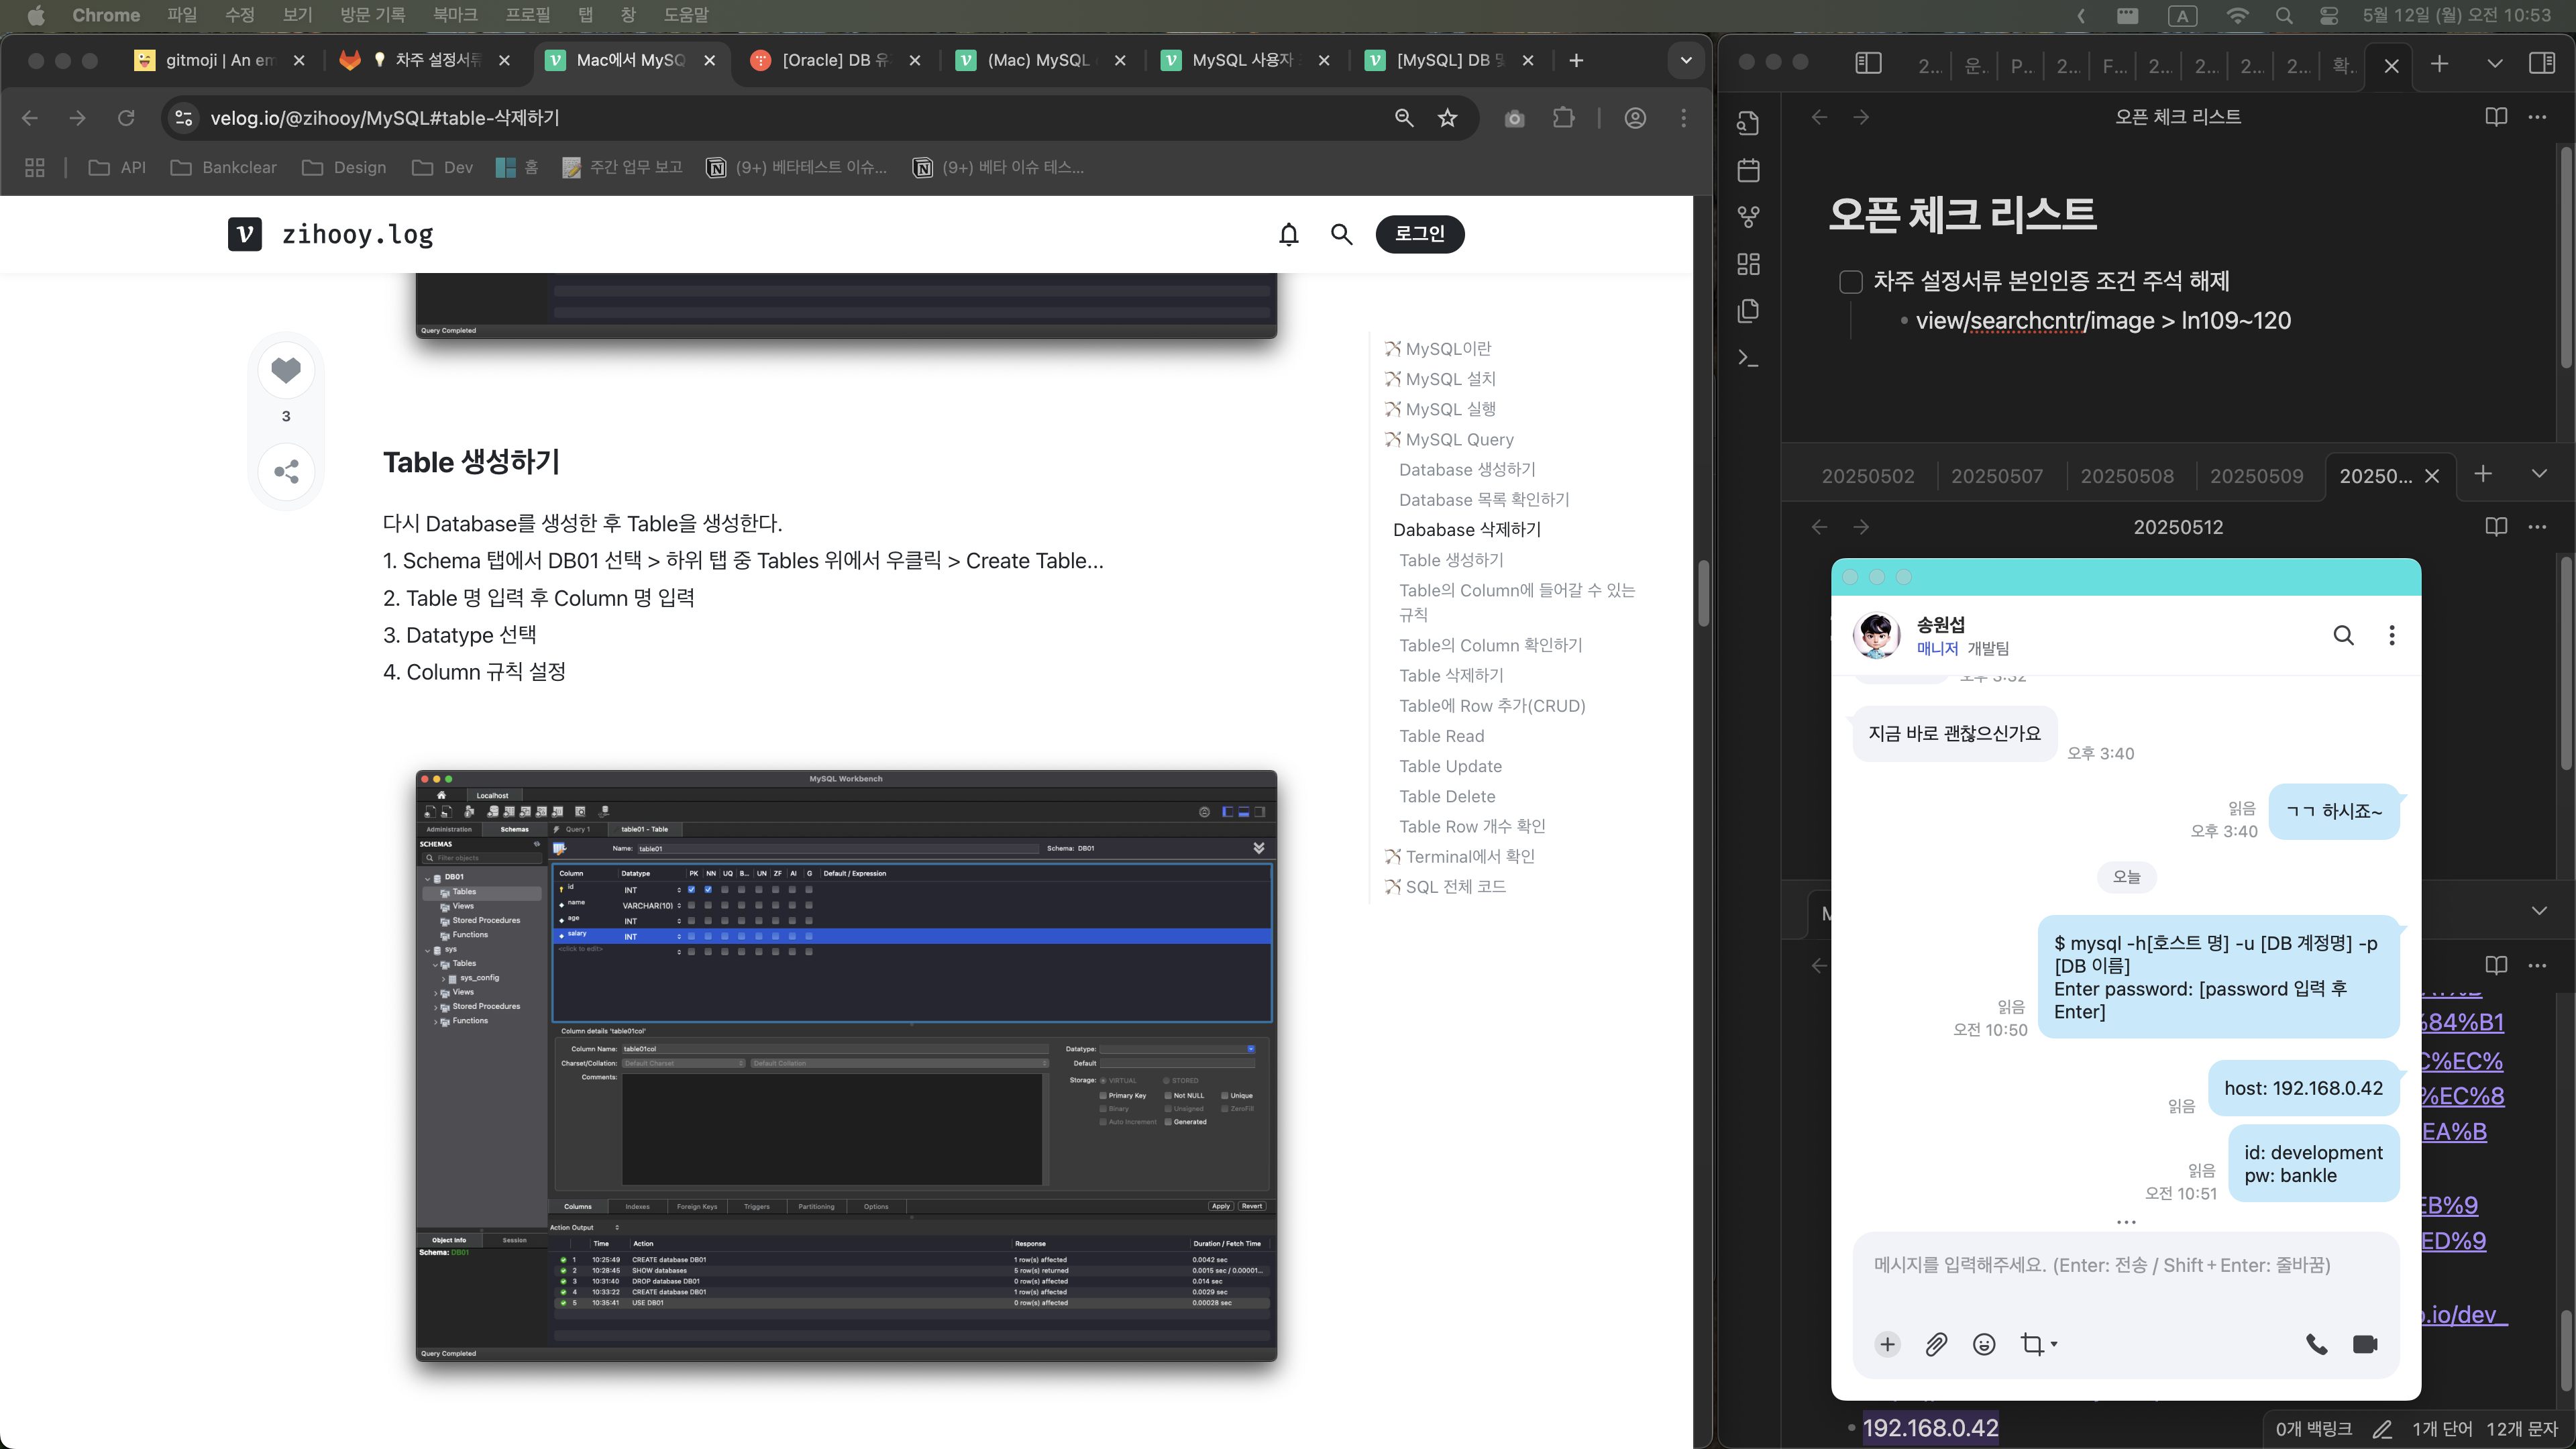 Chrome 파일 수정 보기 방문 기록 북마크 프로필 탭 창 도움말
A 5월 12일 (월) 오전 10:53
gitmoji | An em
차주 설정서류
Mac에서 MySQ
[Oracle] DB 유
(Mac) MySQL
MySQL 사용자
[MySQL] DB 및
velog.io/@zihooy/MySQL#table-삭제하기
API Bankclear Design Dev 홈 주간 업무 보고 (9+) 베타테스트 이슈... (9+) 베타 이슈 테스...
zihooy.log
로그인
Query Completed
3
Table 생성하기
다시 Database를 생성한 후 Table을 생성한다.
1. Schema 탭에서 DB01 선택 > 하위 탭 중 Tables 위에서 우클릭 > Create Table...
2. Table 명 입력 후 Column 명 입력
3. Datatype 선택
4. Column 규칙 설정
MySQL이란
MySQL 설치
MySQL 실행
MySQL Query
Database 생성하기
Database 목록 확인하기
Dababase 삭제하기
Table 생성하기
Table의 Column에 들어갈 수 있는
규칙
Table의 Column 확인하기
Table 삭제하기
Table에 Row 추가(CRUD)
Table Read
Table Update
Table Delete
Table Row 개수 확인
Terminal에서 확인
SQL 전체 코드
MySQL Workbench
Localhost
Administration Schemas Query 1 table01 - Table
SCHEMAS
Filter objects
DB01
Tables
Views
Stored Procedures
Functions
sys
Tables
sys_config
Views
Stored Procedures
Functions
Name: table01 Schema: DB01
Column Datatype PK NN UQ B... UN ZF AI G Default / Expression
id INT
name VARCHAR(10)
age INT
salary INT
<click to edit>
Column details 'table01col'
Column Name: table01col Datatype:
Charset/Collation: Default Charset Default Collation Default
Comments: Storage: VIRTUAL STORED
Primary Key Not NULL Unique
Binary Unsigned ZeroFill
Auto Increment Generated
Columns Indexes Foreign Keys Triggers Partitioning Options Apply Revert
Object Info Session
Schema: DB01
Action Output
Time Action Response Duration / Fetch Time
1 10:25:49 CREATE database DB01 1 row(s) affected 0.0042 sec
2 10:28:45 SHOW databases 5 row(s) returned 0.0015 sec / 0.00001...
3 10:31:40 DROP database DB01 0 row(s) affected 0.014 sec
4 10:33:22 CREATE database DB01 1 row(s) affected 0.0029 sec
5 10:35:41 USE DB01 0 row(s) affected 0.00028 sec
Query Completed
2... 운.. P... 2... F... 2... 2... 2... 2... 확..
오픈 체크 리스트
오픈 체크 리스트
차주 설정서류 본인인증 조건 주석 해제
view/searchcntr/image > ln109~120
20250502 20250507 20250508 20250509 20250...
20250512
송원섭
매니저 개발팀
오후 3:32
지금 바로 괜찮으신가요
오후 3:40
ㄱㄱ 하시죠~
읽음
오후 3:40
오늘
$ mysql -h[호스트 명] -u [DB 계정명] -p
[DB 이름]
Enter password: [password 입력 후
Enter]
읽음
오전 10:50
host: 192.168.0.42
읽음
id: development
pw: bankle
읽음
오전 10:51
메시지를 입력해주세요. (Enter: 전송 / Shift+Enter: 줄바꿈)
%84%B1
C%EC%
%EC%8
EA%B
EB%9
ED%9
o.io/dev_
192.168.0.42
0개 백링크 1개 단어 12개 문자